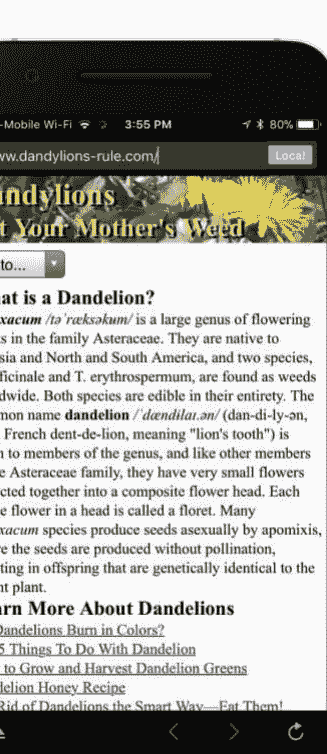 -Mobile Wi-Fi 3:55 PM 80%
ww.dandylions-rule.com/ Local
ndylions
t Your Mother's Weed
to...
at is a Dandelion?
xacum /təˈræksəkum/ is a large genus of flowering
s in the family Asteraceae. They are native to
sia and North and South America, and two species,
ficinale and T. erythrospermum, are found as weeds
dwide. Both species are edible in their entirety. The
mon name dandelion /ˈdændɪlaɪ.ən/ (dan-di-ly-ən,
French dent-de-lion, meaning "lion's tooth") is
n to members of the genus, and like other members
e Asteraceae family, they have very small flowers
cted together into a composite flower head. Each
e flower in a head is called a floret. Many
xacum species produce seeds asexually by apomixis,
e the seeds are produced without pollination,
ting in offspring that are genetically identical to the
nt plant.
arn More About Dandelions
Dandelions Burn in Colors?
5 Things To Do With Dandelion
to Grow and Harvest Dandelion Greens
delion Honey Recipe
Rid of Dandelions the Smart Way—Eat Them!